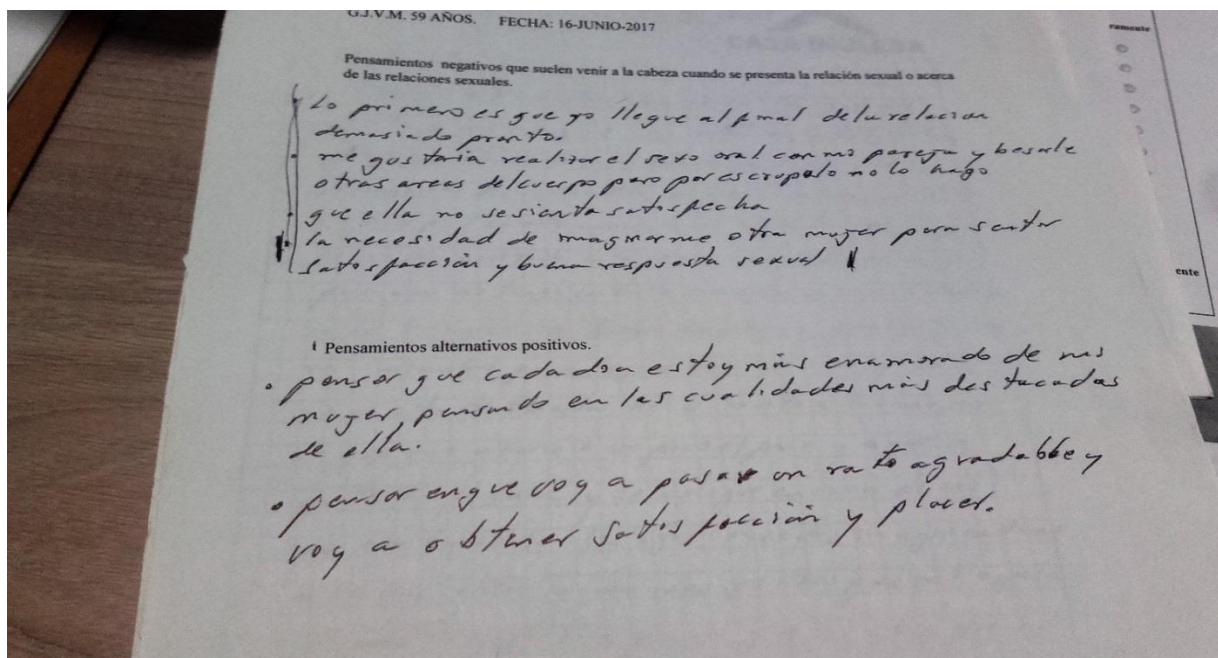 G.J.V.M. 59 AÑOS. FECHA: 16-JUNIO-2017
Pensamientos negativos que suelen venir a la cabeza cuando se presenta la relación sexual o acerca
de las relaciones sexuales.
Lo primero es que yo llegue al final de la relacion
demasiado pronto.
• me gustaria realizar el sexo oral con mi pareja y besarle
otras areas del cuerpo pero por escrupulo no lo hago
• que ella no se sienta satisfecha
• la necesidad de imaginarme otra mujer para sentir
satisfacción y buena respuesta sexual
Pensamientos alternativos positivos.
• pensar que cada dia estoy más enamorado de mi
mujer, pensando en las cualidades más destacadas
de ella.
• pensar en que voy a pasar un rato agradable y
voy a obtener satisfacción y placer.
ramente
ente